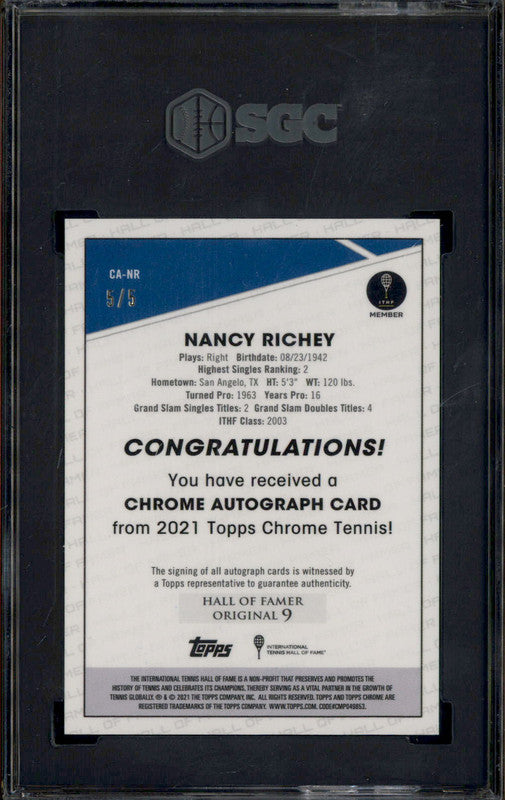 SGC
CA-NR
5/5
ITHF
MEMBER
NANCY RICHEY
Plays: Right Birthdate: 08/23/1942
Highest Singles Ranking: 2
Hometown: San Angelo, TX HT: 5'3" WT: 120 lbs.
Turned Pro: 1963 Years Pro: 16
Grand Slam Singles Titles: 2 Grand Slam Doubles Titles: 4
ITHF Class: 2003
CONGRATULATIONS!
You have received a
CHROME AUTOGRAPH CARD
from 2021 Topps Chrome Tennis!
The signing of all autograph cards is witnessed by
a Topps representative to guarantee authenticity.
HALL OF FAMER
ORIGINAL 9
Topps
INTERNATIONAL
TENNIS HALL OF FAME®
THE INTERNATIONAL TENNIS HALL OF FAME IS A NON-PROFIT THAT PRESERVES AND PROMOTES THE
HISTORY OF TENNIS AND CELEBRATES ITS CHAMPIONS, THEREBY SERVING AS A VITAL PARTNER IN THE GROWTH OF
TENNIS GLOBALLY. ® & © 2021 THE TOPPS COMPANY, INC. ALL RIGHTS RESERVED. TOPPS AND TOPPS CHROME ARE
REGISTERED TRADEMARKS OF THE TOPPS COMPANY. WWW.TOPPS.COM. CODE#CMP049853.